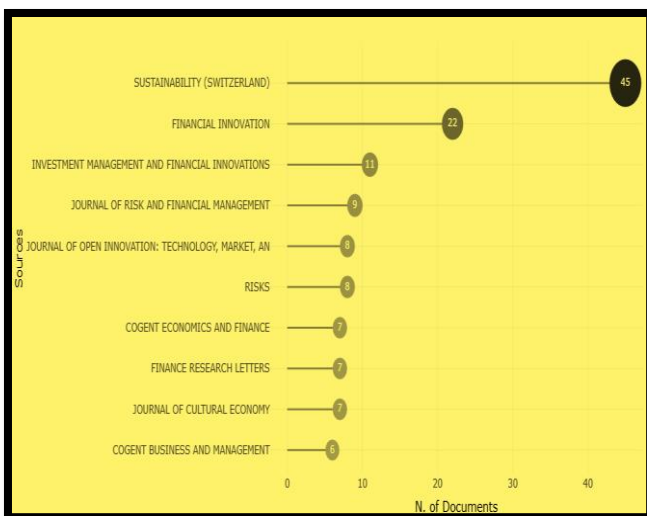 SUSTAINABILITY (SWITZERLAND) 45
FINANCIAL INNOVATION 22
INVESTMENT MANAGEMENT AND FINANCIAL INNOVATIONS 11
JOURNAL OF RISK AND FINANCIAL MANAGEMENT 9
JOURNAL OF OPEN INNOVATION: TECHNOLOGY, MARKET, AN 8
RISKS 8
COGENT ECONOMICS AND FINANCE 7
FINANCE RESEARCH LETTERS 7
JOURNAL OF CULTURAL ECONOMY 7
COGENT BUSINESS AND MANAGEMENT 6
Sources
0 10 20 30 40
N. of Documents